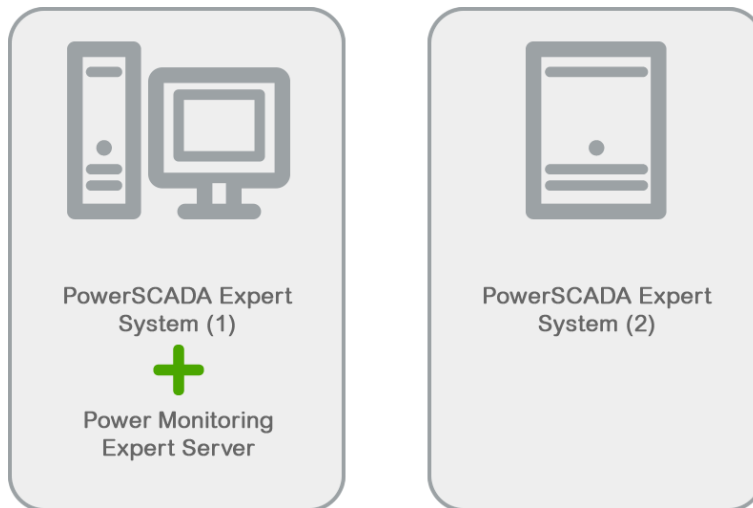 PowerSCADA Expert
System (1)
Power Monitoring
Expert Server
PowerSCADA Expert
System (2)